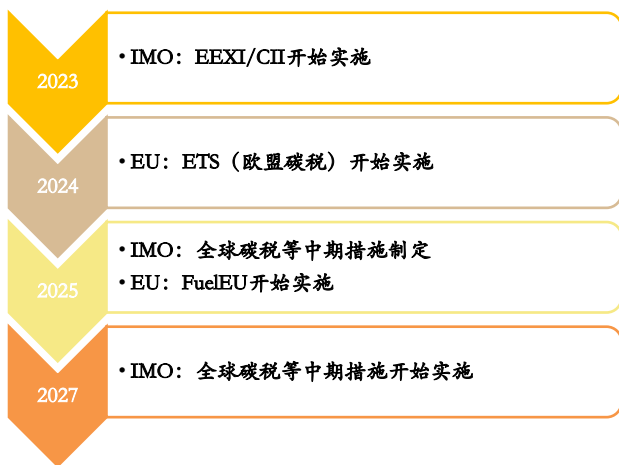 2023
• IMO：EEXI/CII开始实施
2024
• EU：ETS（欧盟碳税）开始实施
2025
• IMO：全球碳税等中期措施制定
• EU：FuelEU开始实施
2027
• IMO：全球碳税等中期措施开始实施